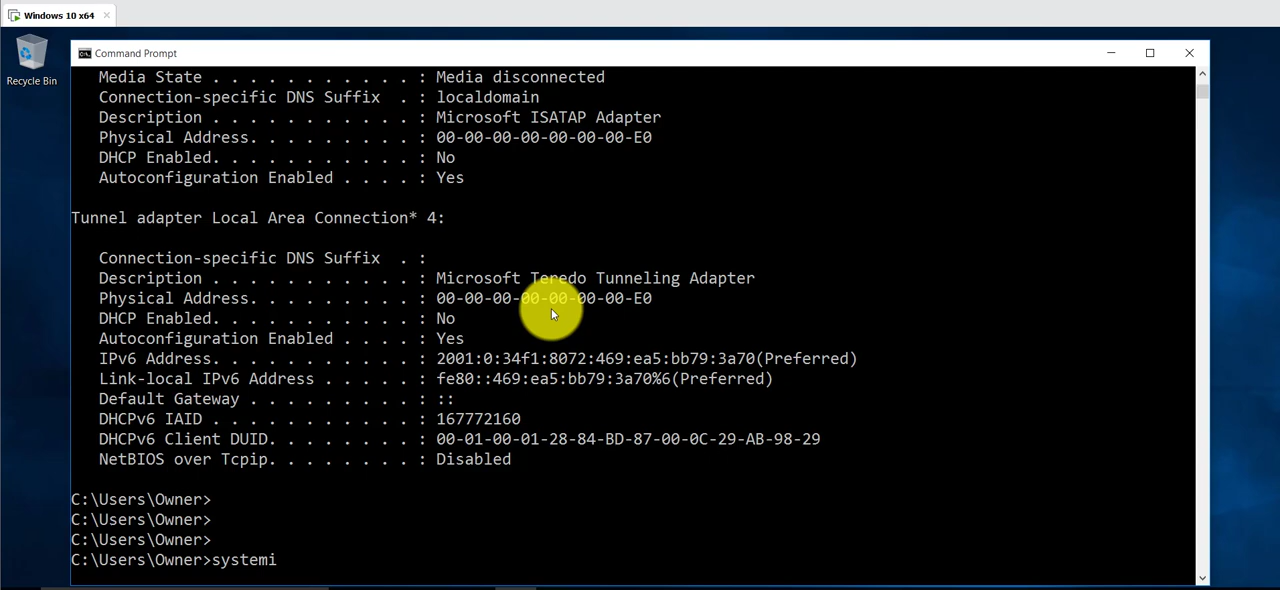 Windows 10 x64
Recycle Bin
Command Prompt
Media State . . . . . . . . . . . : Media disconnected
Connection-specific DNS Suffix  . : localdomain
Description . . . . . . . . . . . : Microsoft ISATAP Adapter
Physical Address. . . . . . . . . : 00-00-00-00-00-00-00-E0
DHCP Enabled. . . . . . . . . . . : No
Autoconfiguration Enabled . . . . : Yes
Tunnel adapter Local Area Connection* 4:
Connection-specific DNS Suffix  . :
Description . . . . . . . . . . . : Microsoft Teredo Tunneling Adapter
Physical Address. . . . . . . . . : 00-00-00-00-00-00-00-E0
DHCP Enabled. . . . . . . . . . . : No
Autoconfiguration Enabled . . . . : Yes
IPv6 Address. . . . . . . . . . . : 2001:0:34f1:8072:469:ea5:bb79:3a70(Preferred)
Link-local IPv6 Address . . . . . : fe80::469:ea5:bb79:3a70%6(Preferred)
Default Gateway . . . . . . . . . : ::
DHCPv6 IAID . . . . . . . . . . . : 167772160
DHCPv6 Client DUID. . . . . . . . : 00-01-00-01-28-84-BD-87-00-0C-29-AB-98-29
NetBIOS over Tcpip. . . . . . . . : Disabled
C:\Users\Owner>
C:\Users\Owner>
C:\Users\Owner>
C:\Users\Owner>systemi